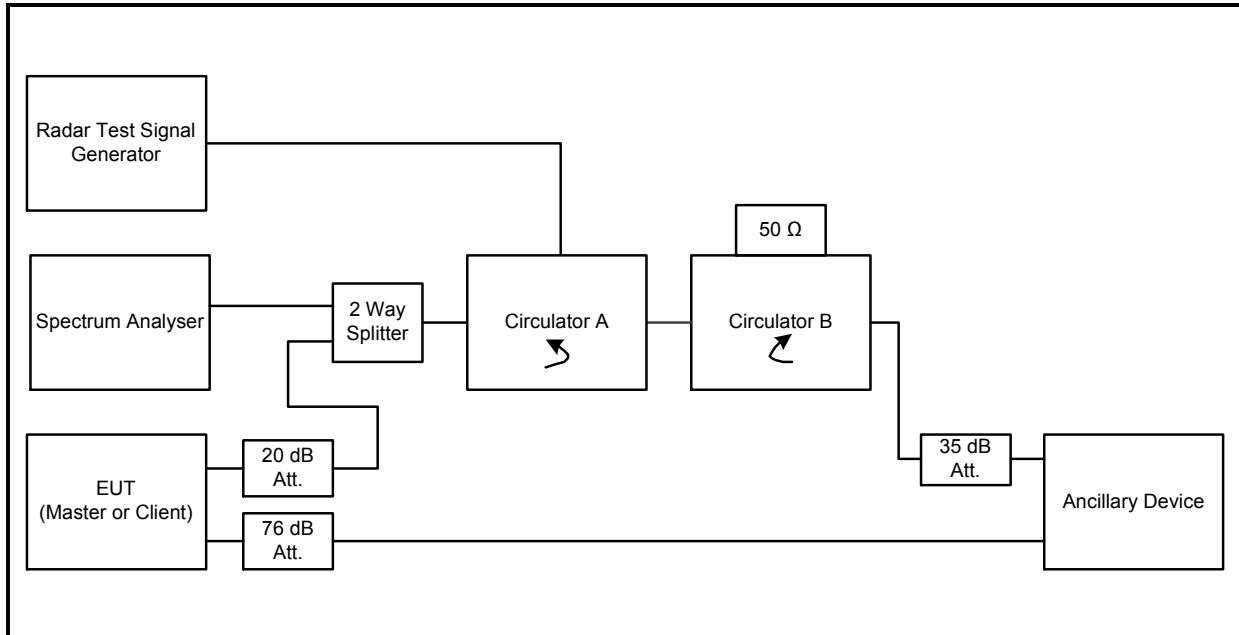 Radar Test Signal
Generator
50 Ω
Spectrum Analyser
2 Way
Splitter
Circulator A
Circulator B
EUT
(Master or Client)
20 dB
Att.
76 dB
Att.
35 dB
Att.
Ancillary Device